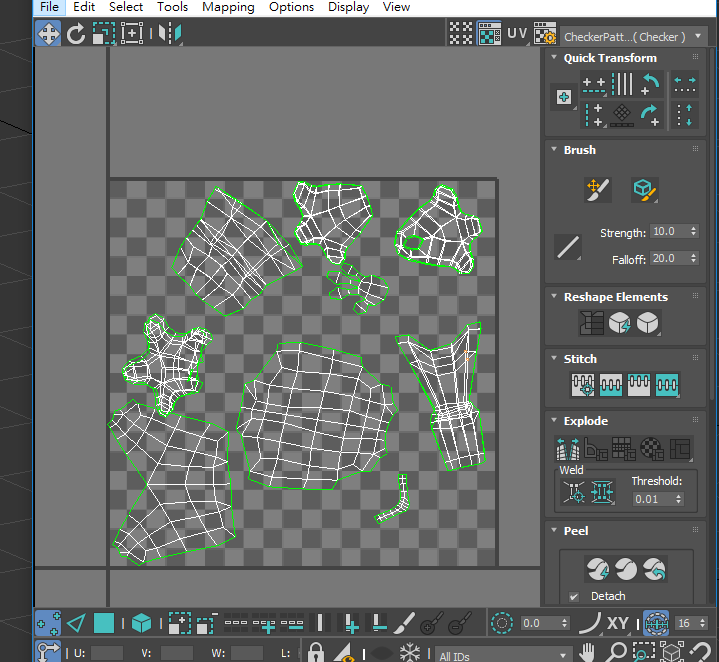 File Edit Select Tools Mapping Options Display View
UV CheckerPatt...( Checker )
Quick Transform
Brush
Strength: 10.0
Falloff: 20.0
Reshape Elements
Stitch
Explode
Weld
Threshold:
0.01
Peel
Detach
0.0 XY 16
U: V: W: L: All IDs